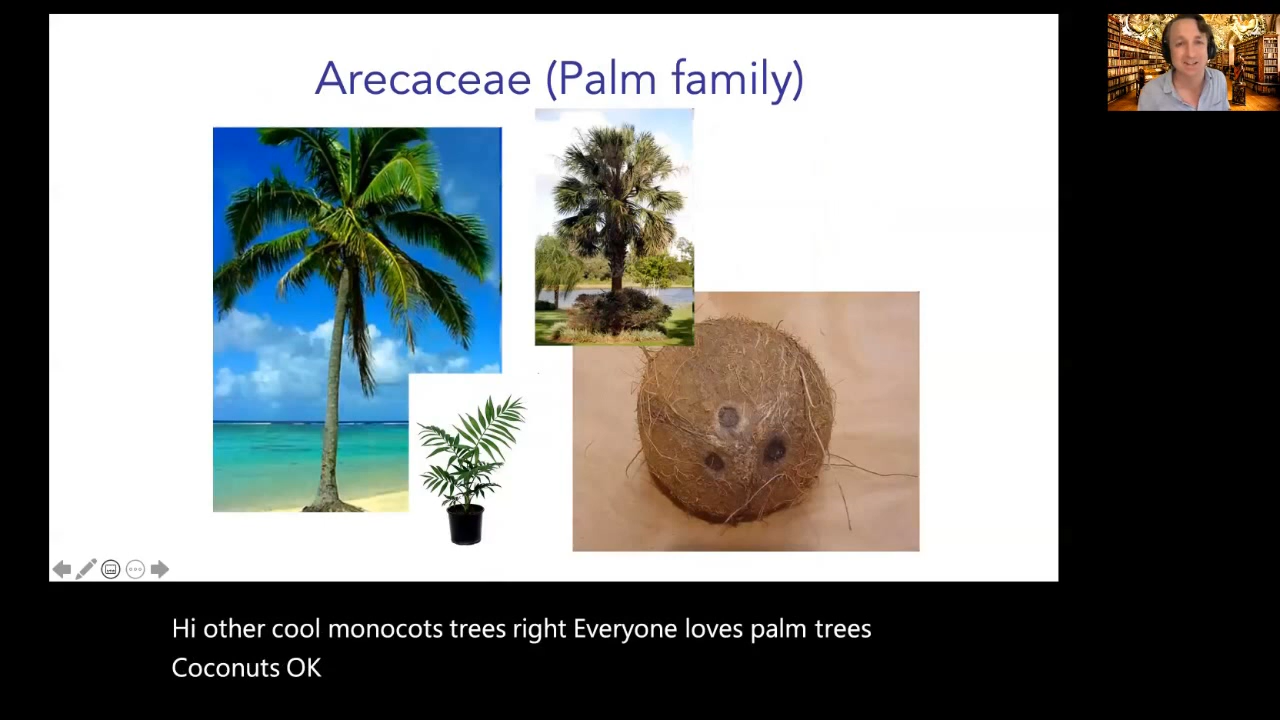 Arecaceae (Palm family)
Hi other cool monocots trees right Everyone loves palm trees
Coconuts OK